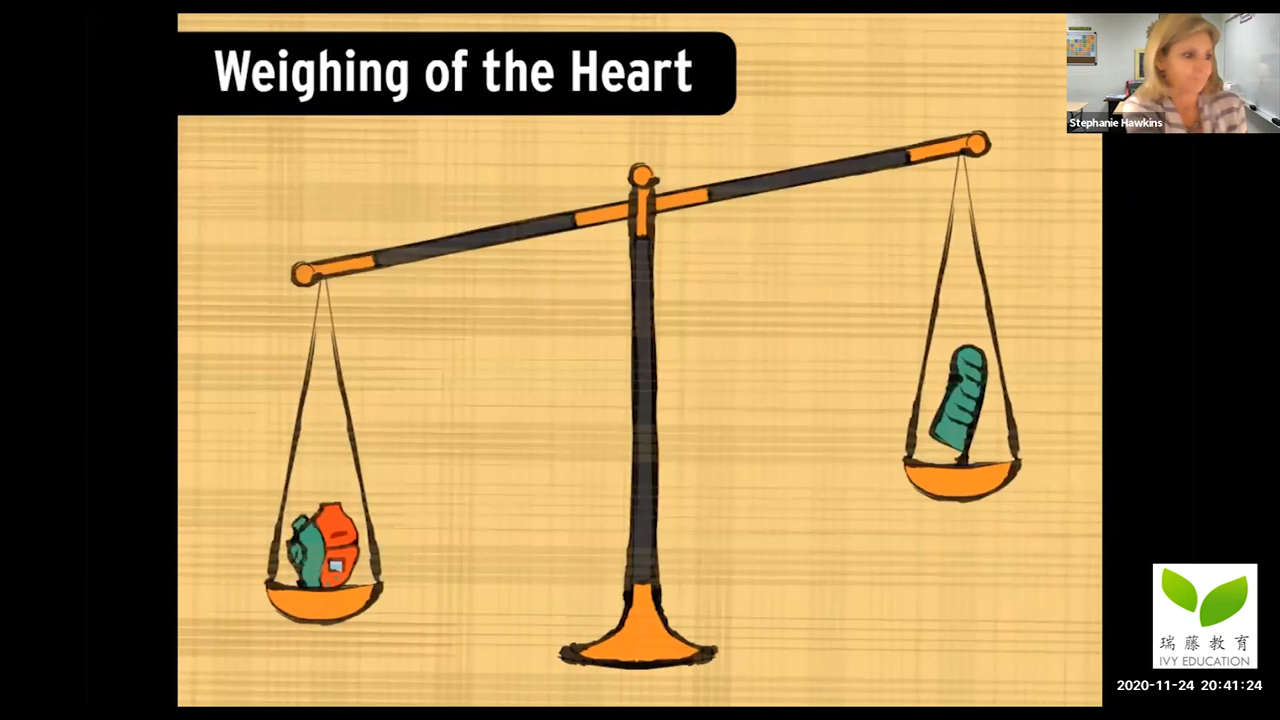 Weighing of the Heart
Stephanie Hawkins
瑞藤教育
IVY EDUCATION
2020-11-24 20:41:24